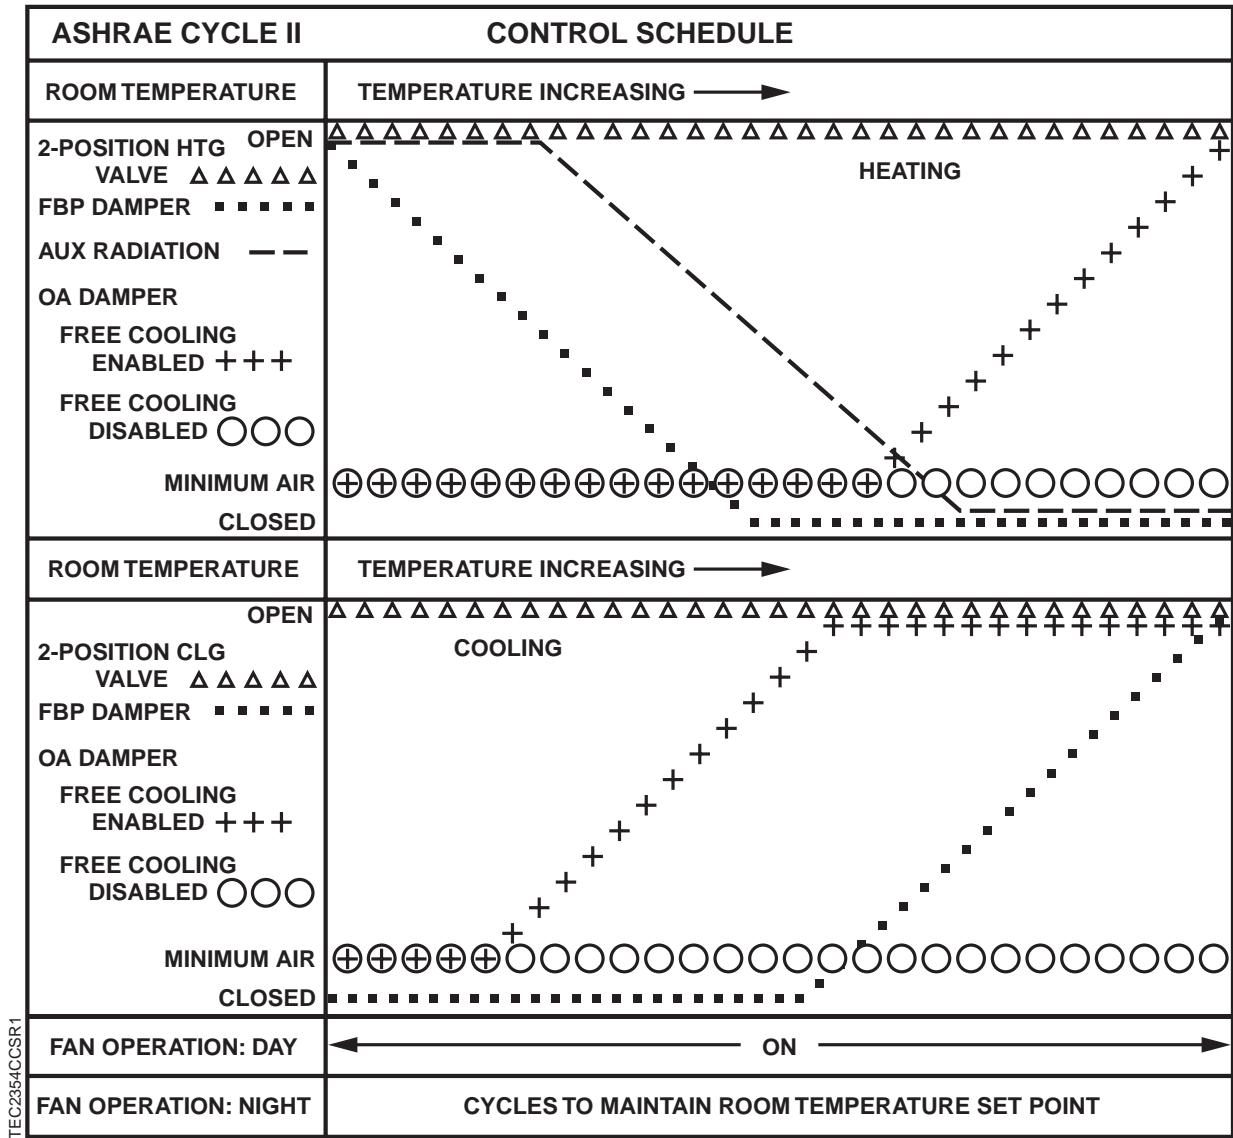 ASHRAE CYCLE II CONTROL SCHEDULE
ROOM TEMPERATURE TEMPERATURE INCREASING
OPEN
2-POSITION HTG
VALVE
FBP DAMPER
AUX RADIATION
OA DAMPER
FREE COOLING
ENABLED
FREE COOLING
DISABLED
MINIMUM AIR
CLOSED
HEATING
ROOM TEMPERATURE TEMPERATURE INCREASING
OPEN
2-POSITION CLG
VALVE
FBP DAMPER
OA DAMPER
FREE COOLING
ENABLED
FREE COOLING
DISABLED
MINIMUM AIR
CLOSED
COOLING
FAN OPERATION: DAY ON
FAN OPERATION: NIGHT CYCLES TO MAINTAIN ROOM TEMPERATURE SET POINT
TEC2354CCSR1